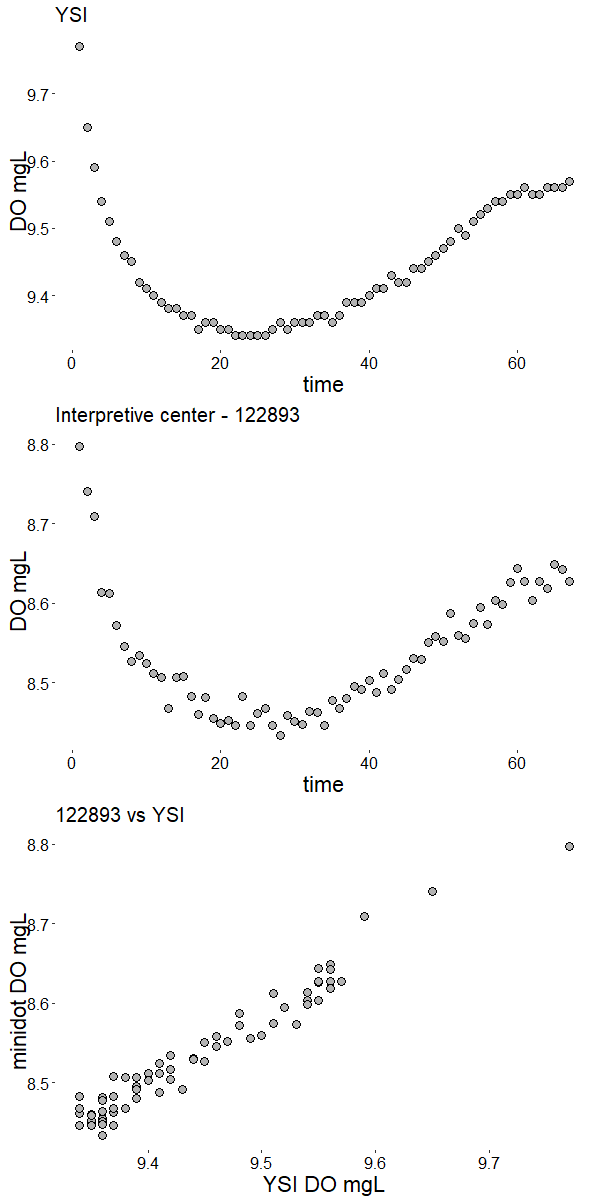 YSI
DO mgL
9.7
9.6
9.5
9.4
0 20 40 60
time
Interpretive center - 122893
DO mgL
8.8
8.7
8.6
8.5
0 20 40 60
time
122893 vs YSI
minidot DO mgL
8.8
8.7
8.6
8.5
9.4 9.5 9.6 9.7
YSI DO mgL